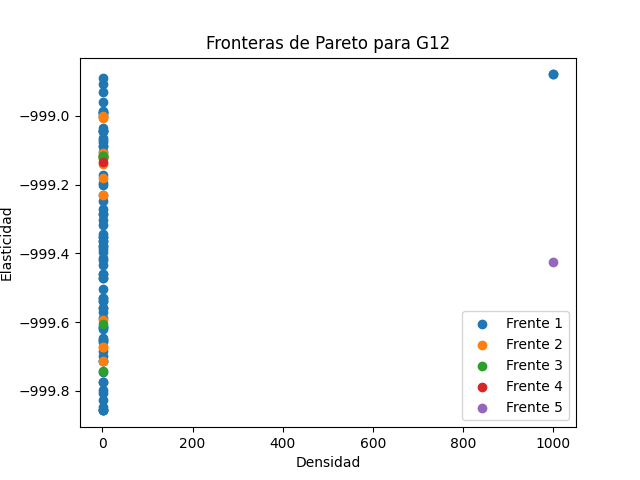 Fronteras de Pareto para G12
Elasticidad
−999.0
−999.2
−999.4
−999.6
−999.8
Frente 1
Frente 2
Frente 3
Frente 4
Frente 5
0 200 400 600 800 1000
Densidad